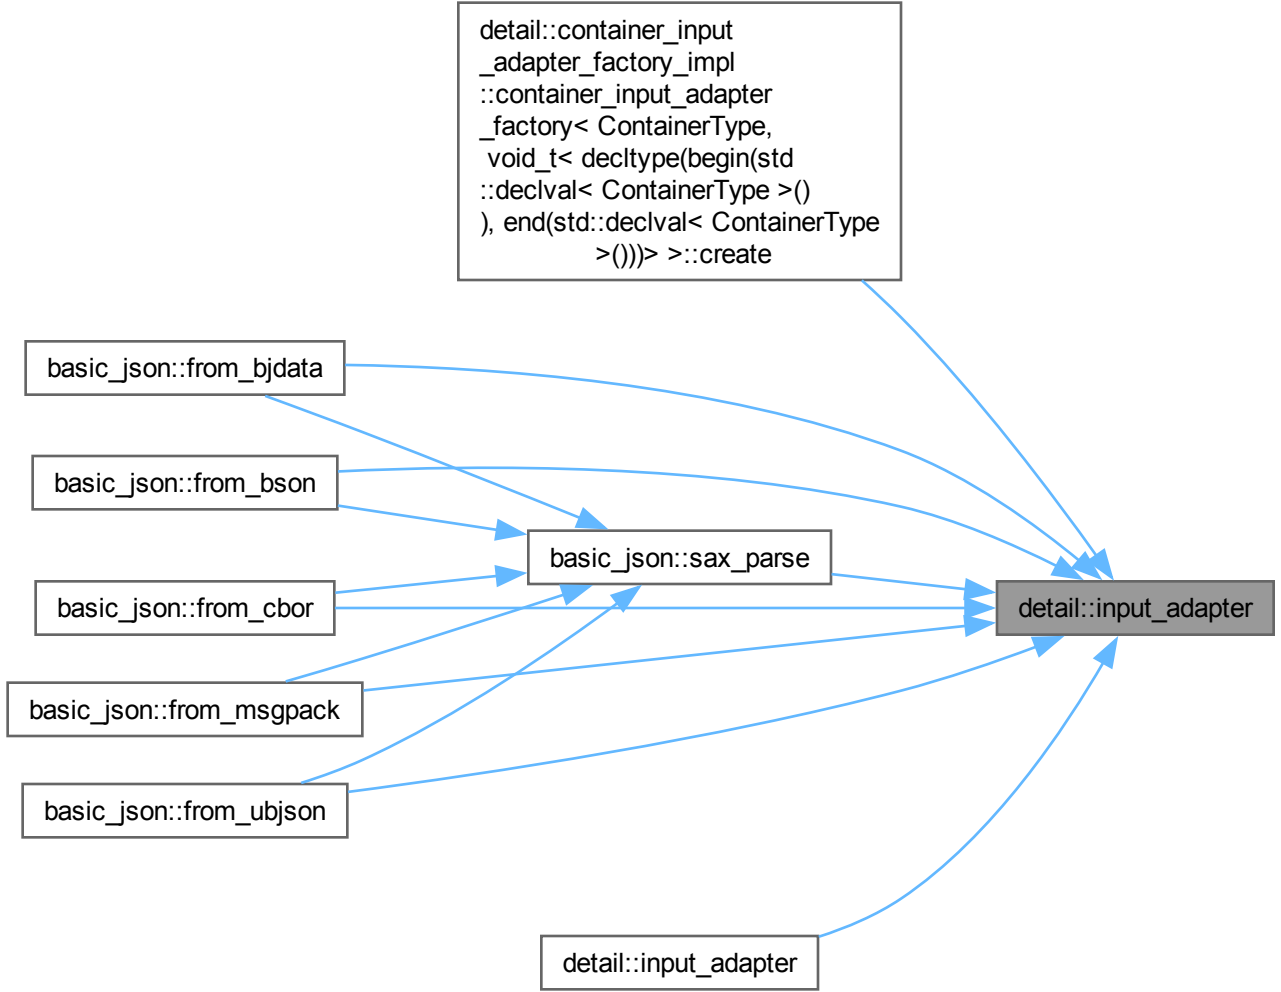 detail::container_input
_adapter_factory_impl
::container_input_adapter
_factory< ContainerType,
void_t< decltype(begin(std
::declval< ContainerType >()
), end(std::declval< ContainerType
>()))> >::create
basic_json::from_bjdata
basic_json::from_bson
basic_json::sax_parse
basic_json::from_cbor
detail::input_adapter
basic_json::from_msgpack
basic_json::from_ubjson
detail::input_adapter